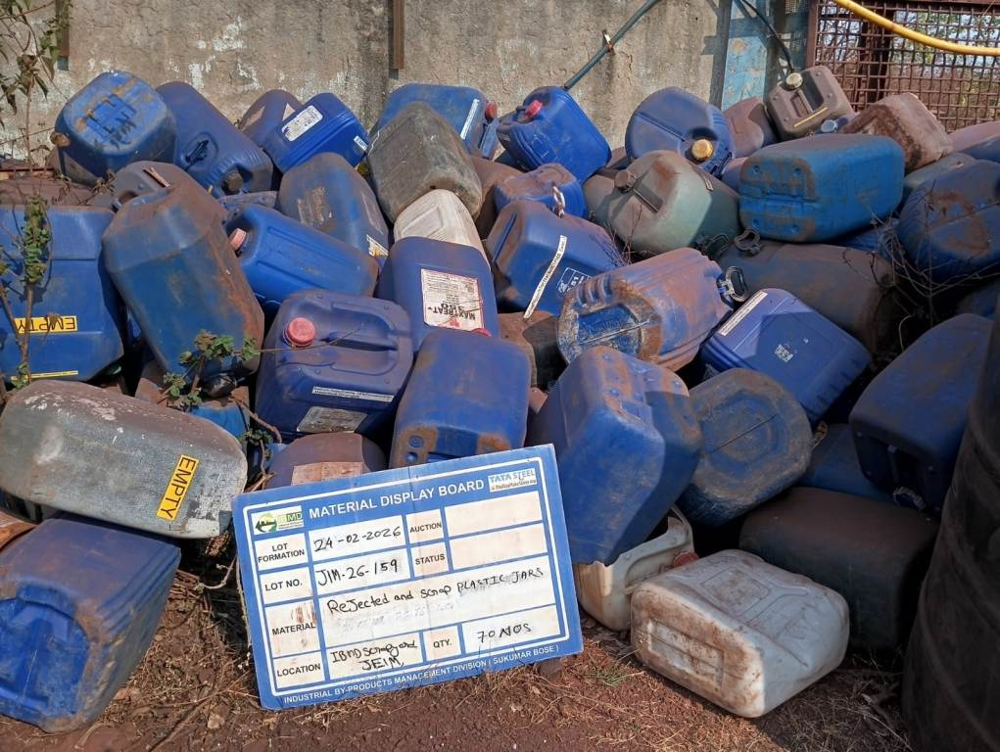 EMPTY
MAXTREAT
EMPTY
MATERIAL DISPLAY BOARD
TATA STEEL
LOT FORMATION 24-02-2026 AUCTION
LOT NO. JIM-26-159 STATUS
MATERIAL Rejected and scrap PLASTIC JARS
LOCATION IBMD Scrap yard JEIM, QTY. 70 NOS
INDUSTRIAL BY-PRODUCTS MANAGEMENT DIVISION ( SUKUMAR BOSE )